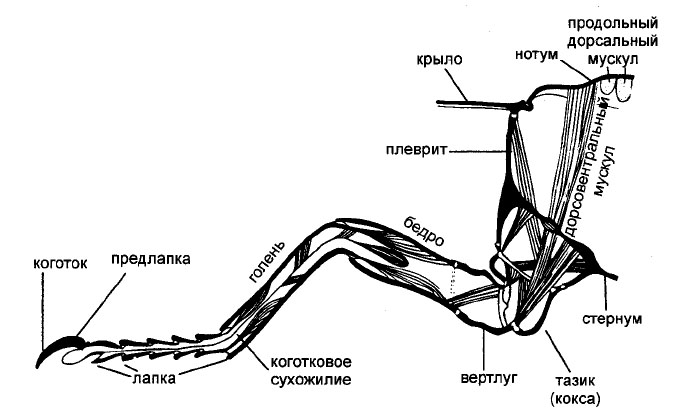 продольный
дорсальный
мускул
нотум
крыло
плеврит
дорсовентральный
мускул
бедро
голень
предлапка
коготок
стернум
коготковое
сухожилие
лапка
вертлуг
тазик
(кокса)